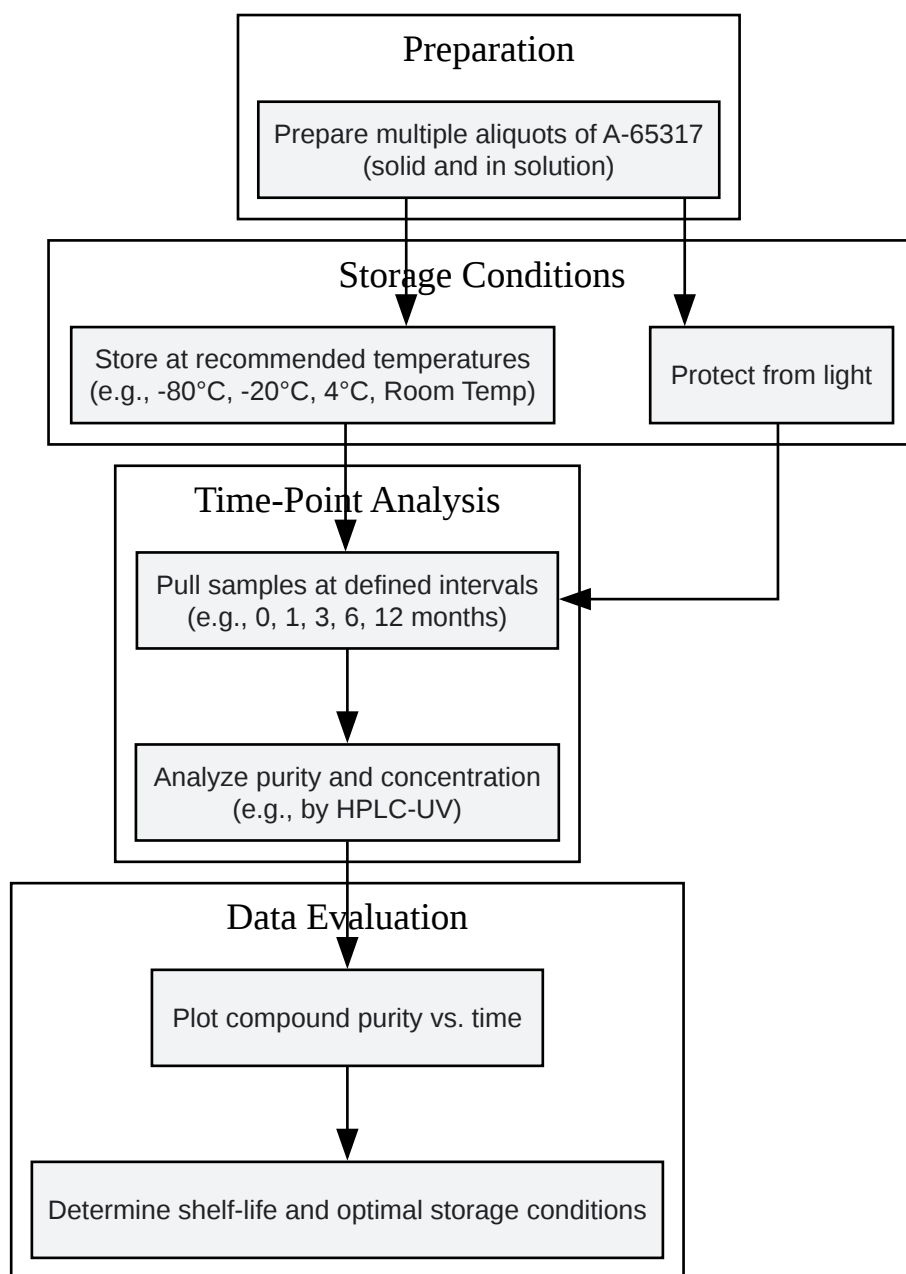 Preparation
Prepare multiple aliquots of A-65317
(solid and in solution)
Storage Conditions
Store at recommended temperatures
(e.g., -80°C, -20°C, 4°C, Room Temp)
Protect from light
Time-Point Analysis
Pull samples at defined intervals
(e.g., 0, 1, 3, 6, 12 months)
Analyze purity and concentration
(e.g., by HPLC-UV)
Data Evaluation
Plot compound purity vs. time
Determine shelf-life and optimal storage conditions